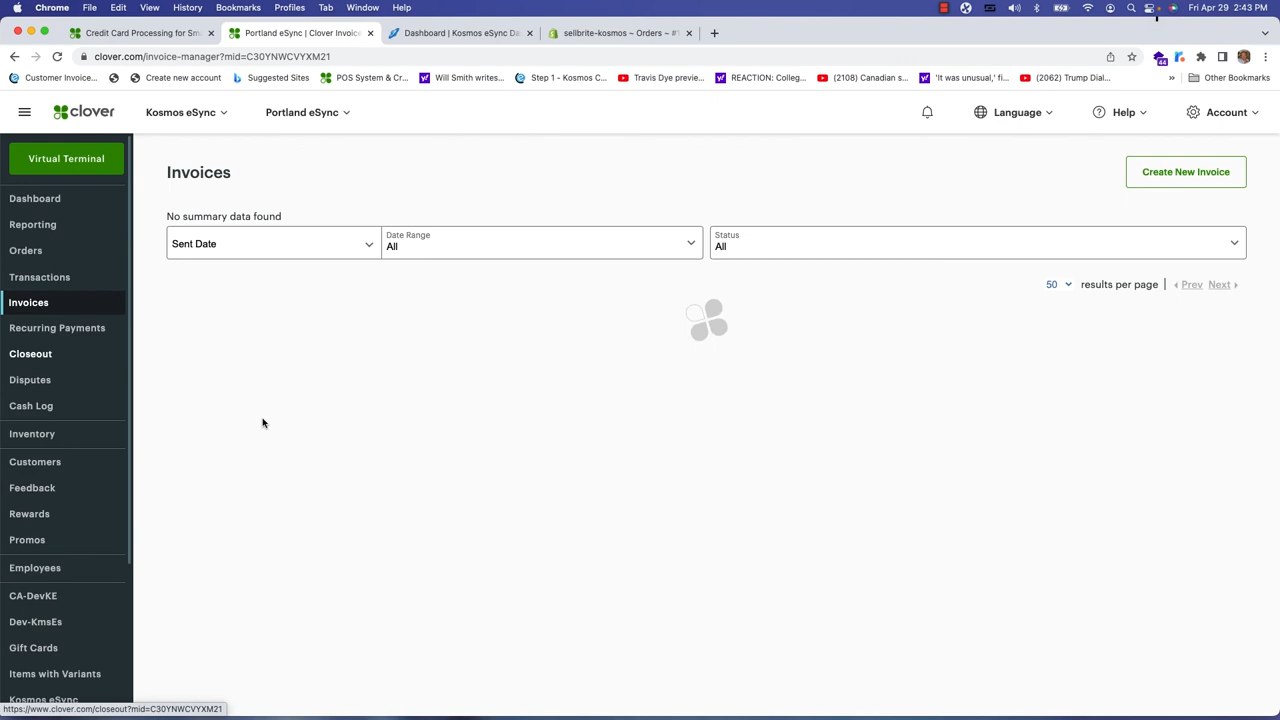 Chrome File Edit View History Bookmarks Profiles Tab Window Help Fri Apr 29 2:43 PM
Credit Card Processing for Sm Portland eSync | Clover Invoice Dashboard | Kosmos eSync Da sellbrite-kosmos ~ Orders ~ #1
clover.com/invoice-manager?mid=C30YNWCVYXM21
44
Customer Invoice... Create new account Suggested Sites POS System & Cr... Will Smith writes... Step 1 - Kosmos C... Travis Dye previe... REACTION: Colleg... (2108) Canadian s... 'It was unusual,' fi... (2062) Trump Dial... » Other Bookmarks
clover Kosmos eSync Portland eSync Language Help Account
Virtual Terminal
Dashboard
Reporting
Orders
Transactions
Invoices
Recurring Payments
Closeout
Disputes
Cash Log
Inventory
Customers
Feedback
Rewards
Promos
Employees
CA-DevKE
Dev-KmsEs
Gift Cards
Items with Variants
Kosmos eSync
Invoices
Create New Invoice
No summary data found
Sent Date
Date Range
All
Status
All
50 results per page | Prev Next
https://www.clover.com/closeout?mid=C30YNWCVYXM21